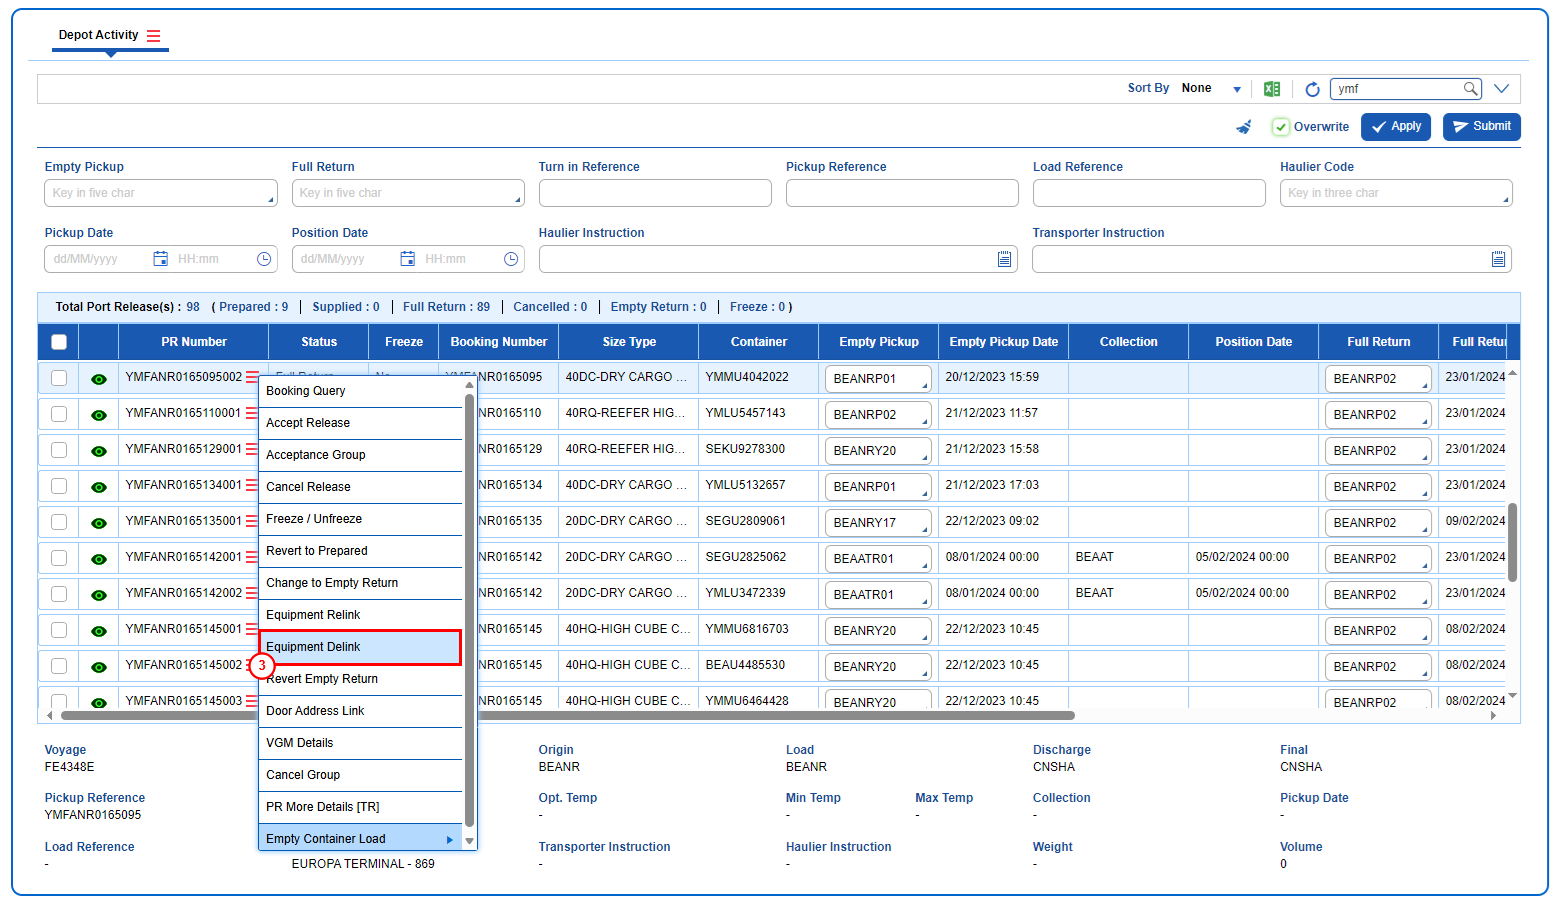 Depot Activity
Sort By None ymf
Overwrite Apply Submit
Empty Pickup Full Return Turn in Reference Pickup Reference Load Reference Haulier Code
Key in five char Key in five char Key in three char
Pickup Date Position Date Haulier Instruction Transporter Instruction
dd/MM/yyyy HH:mm dd/MM/yyyy HH:mm
Total Port Release(s) : 98 ( Prepared : 9 | Supplied : 0 | Full Return : 89 | Cancelled : 0 | Empty Return : 0 | Freeze : 0 )
PR Number Status Freeze Booking Number Size Type Container Empty Pickup Empty Pickup Date Collection Position Date Full Return Full Retur
YMFANR0165095002 NR0165095 40DC-DRY CARGO ... YMMU4042022 BEANRP01 20/12/2023 15:59 BEANRP02 23/01/2024
YMFANR0165110001 NR0165110 40RQ-REEFER HIG... YMLU5457143 BEANRP02 21/12/2023 11:57 BEANRP02 23/01/2024
YMFANR0165129001 NR0165129 40RQ-REEFER HIG... SEKU9278300 BEANRY20 21/12/2023 15:58 BEANRP02 23/01/2024
YMFANR0165134001 NR0165134 40DC-DRY CARGO ... YMLU5132657 BEANRP01 21/12/2023 17:03 BEANRP02 23/01/2024
YMFANR0165135001 NR0165135 20DC-DRY CARGO ... SEGU2809061 BEANRY17 22/12/2023 09:02 BEANRP02 09/02/2024
YMFANR0165142001 NR0165142 20DC-DRY CARGO ... SEGU2825062 BEAATR01 08/01/2024 00:00 BEAAT 05/02/2024 00:00 BEANRP02 23/01/2024
YMFANR0165142002 NR0165142 20DC-DRY CARGO ... YMLU3472339 BEAATR01 08/01/2024 00:00 BEAAT 05/02/2024 00:00 BEANRP02 23/01/2024
YMFANR0165145001 NR0165145 40HQ-HIGH CUBE C... YMMU6816703 BEANRY20 22/12/2023 10:45 BEANRP02 08/02/2024
YMFANR0165145002 NR0165145 40HQ-HIGH CUBE C... BEAU4485530 BEANRY20 22/12/2023 10:45 BEANRP02 08/02/2024
YMFANR0165145003 NR0165145 40HQ-HIGH CUBE C... YMMU6464428 BEANRY20 22/12/2023 10:45 BEANRP02 08/02/2024
Booking Query
Accept Release
Acceptance Group
Cancel Release
Freeze / Unfreeze
Revert to Prepared
Change to Empty Return
Equipment Relink
Equipment Delink
3
Revert Empty Return
Door Address Link
VGM Details
Cancel Group
PR More Details [TR]
Empty Container Load
Voyage Origin Load Discharge Final
FE4348E BEANR BEANR CNSHA CNSHA
Pickup Reference Opt. Temp Min Temp Max Temp Collection Pickup Date
YMFANR0165095 - - - - -
Load Reference Transporter Instruction Haulier Instruction Weight Volume
- EUROPA TERMINAL - 869 - - - 0